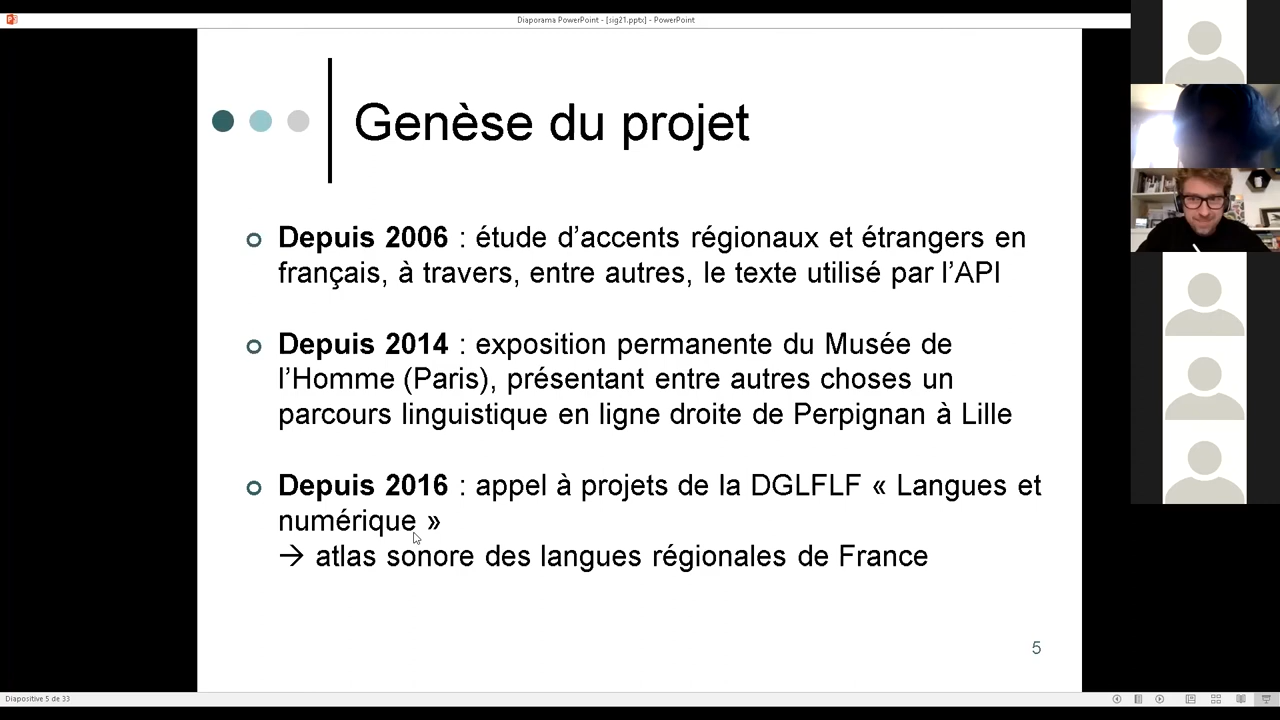 Diaporama PowerPoint - [sig21.pptx] - PowerPoint
Genèse du projet
Depuis 2006 : étude d’accents régionaux et étrangers en
français, à travers, entre autres, le texte utilisé par l’API
Depuis 2014 : exposition permanente du Musée de
l’Homme (Paris), présentant entre autres choses un
parcours linguistique en ligne droite de Perpignan à Lille
Depuis 2016 : appel à projets de la DGLFLF « Langues et
numérique »
→ atlas sonore des langues régionales de France
5
Diapositive 5 de 33